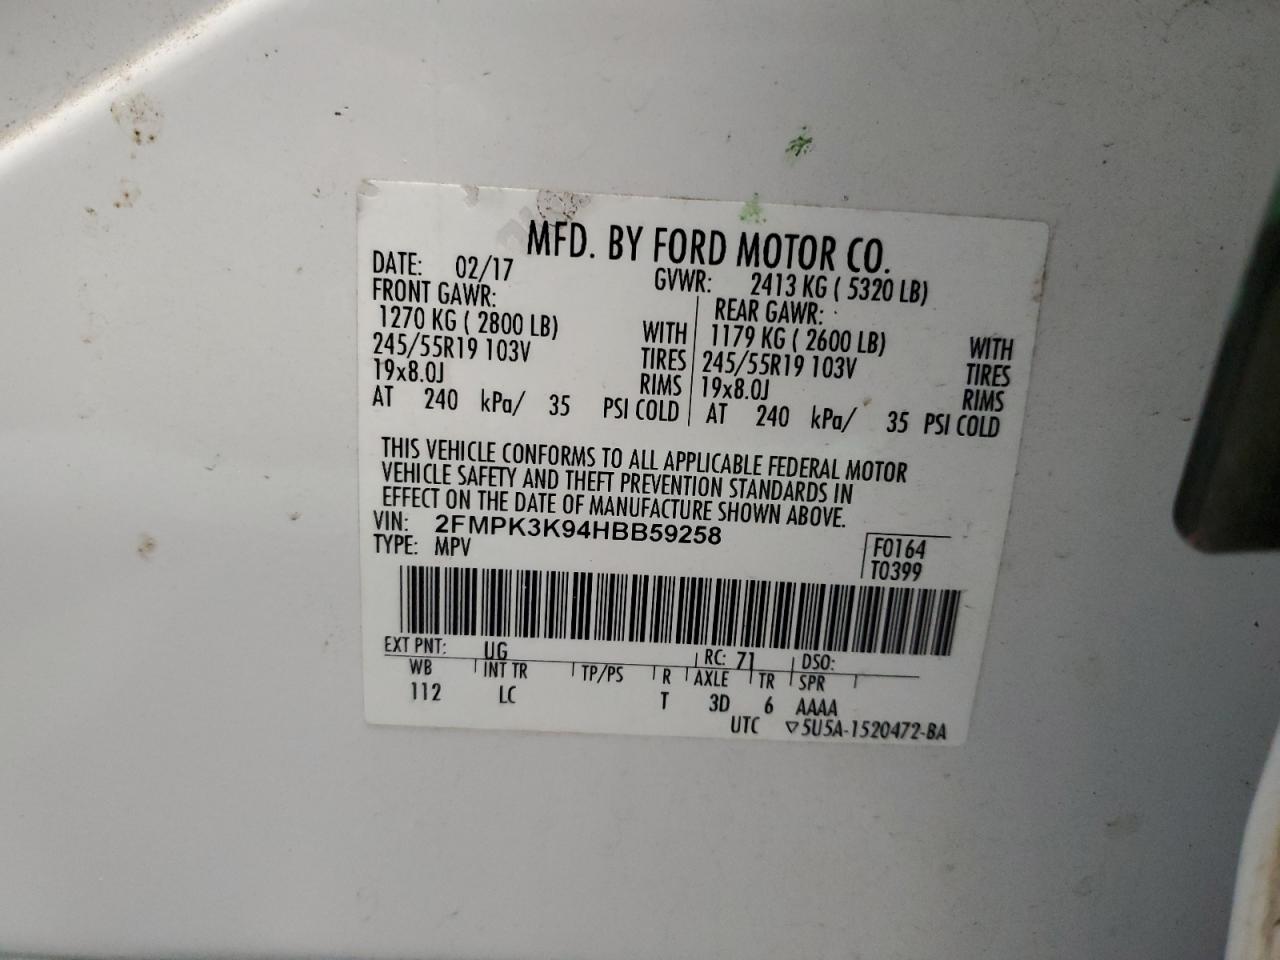 MFD. BY FORD MOTOR CO.
DATE: 02/17 GVWR: 2413 KG ( 5320 LB)
FRONT GAWR: REAR GAWR:
1270 KG ( 2800 LB) WITH 1179 KG ( 2600 LB) WITH
245/55R19 103V TIRES 245/55R19 103V TIRES
19x8.0J RIMS 19x8.0J RIMS
AT 240 kPa/ 35 PSI COLD AT 240 kPa/ 35 PSI COLD
THIS VEHICLE CONFORMS TO ALL APPLICABLE FEDERAL MOTOR
VEHICLE SAFETY AND THEFT PREVENTION STANDARDS IN
EFFECT ON THE DATE OF MANUFACTURE SHOWN ABOVE.
VIN: 2FMPK3K94HBB59258
TYPE: MPV
F0164
T0399
EXT PNT: UG RC: 71 DSO:
WB INT TR TP/PS R AXLE TR SPR
112 LC T 3D 6 AAAA
UTC ▽5U5A-1520472-BA